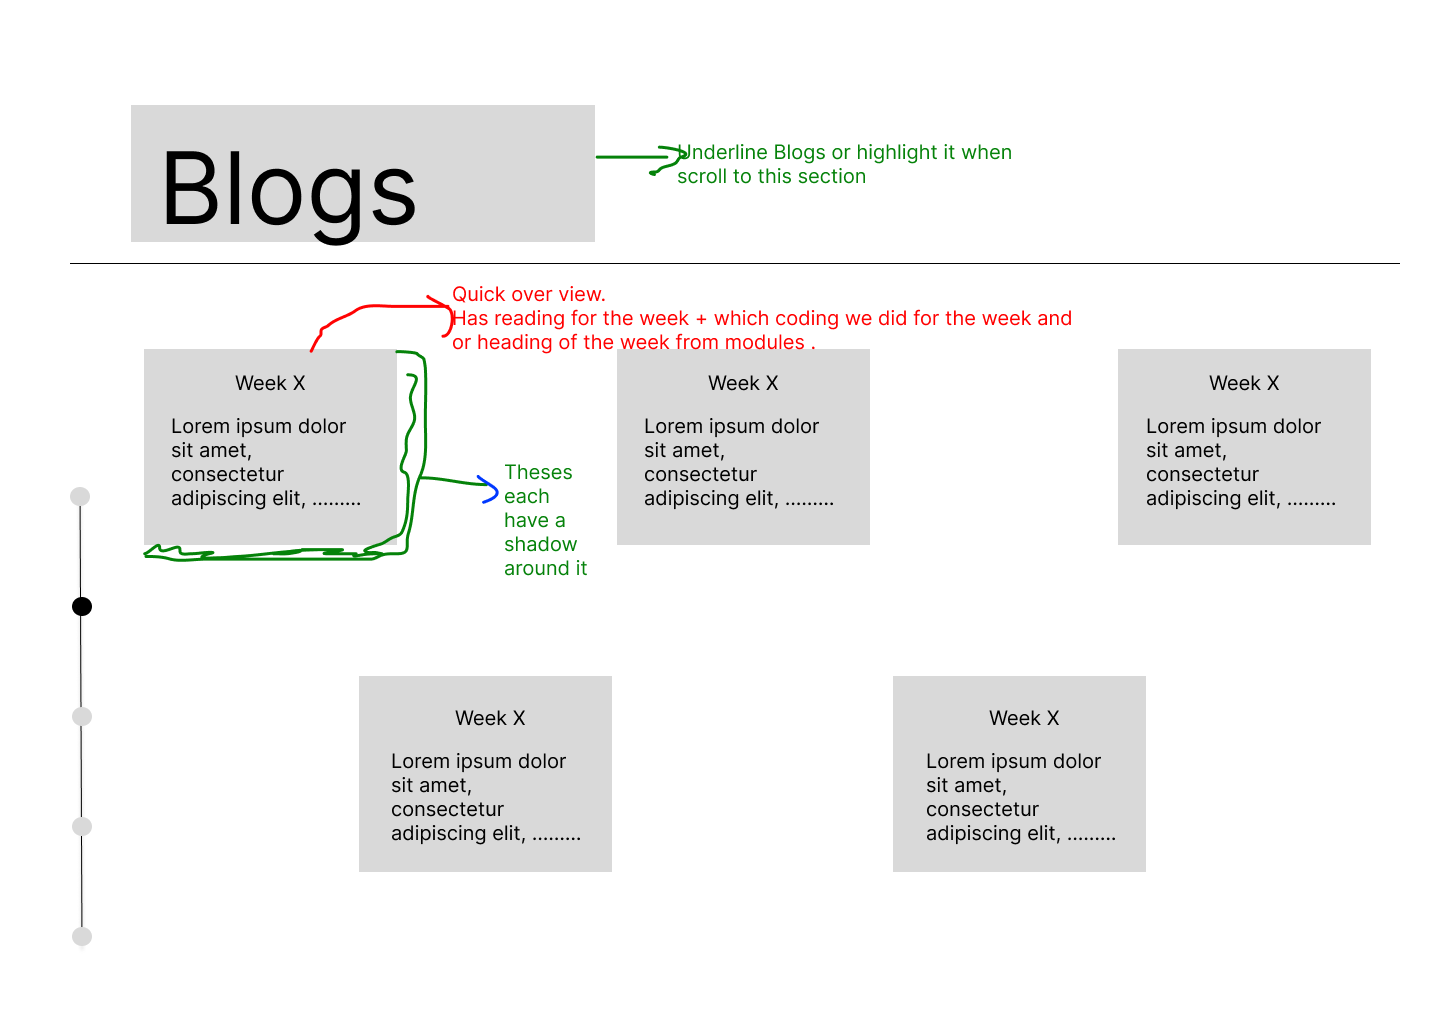 Blogs
Underline Blogs or highlight it when
scroll to this section
Quick over view.
Has reading for the week + which coding we did for the week and
or heading of the week from modules .
Week X
Lorem ipsum dolor
sit amet,
consectetur
adipiscing elit, .........
Theses
each
have a
shadow
around it
Week X
Lorem ipsum dolor
sit amet,
consectetur
adipiscing elit, .........
Week X
Lorem ipsum dolor
sit amet,
consectetur
adipiscing elit, .........
Week X
Lorem ipsum dolor
sit amet,
consectetur
adipiscing elit, .........
Week X
Lorem ipsum dolor
sit amet,
consectetur
adipiscing elit, .........